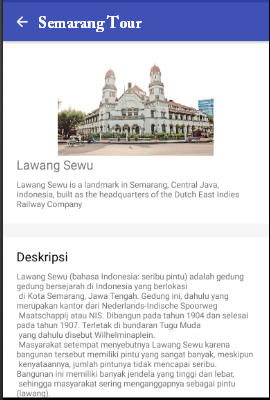 Semarang Tour
Lawang Sewu
Lawang Sewu is a landmark in Semarang, Central Java,
Indonesia, built as the headquarters of the Dutch East Indies
Railway Company
Deskripsi
Lawang Sewu (bahasa Indonesia: seribu pintu) adalah gedung
gedung bersejarah di Indonesia yang berlokasi
di Kota Semarang, Jawa Tengah. Gedung ini, dahulu yang
merupakan kantor dari Nederlands-Indische Spoorweg
Maatschappij atau NIS. Dibangun pada tahun 1904 dan selesai
pada tahun 1907. Terletak di bundaran Tugu Muda
yang dahulu disebut Wilhelminaplein.
Masyarakat setempat menyebutnya Lawang Sewu karena
bangunan tersebut memiliki pintu yang sangat banyak, meskipun
kenyataannya, jumlah pintunya tidak mencapai seribu.
Bangunan ini memiliki banyak jendela yang tinggi dan lebar,
sehingga masyarakat sering menganggapnya sebagai pintu
(lawang).